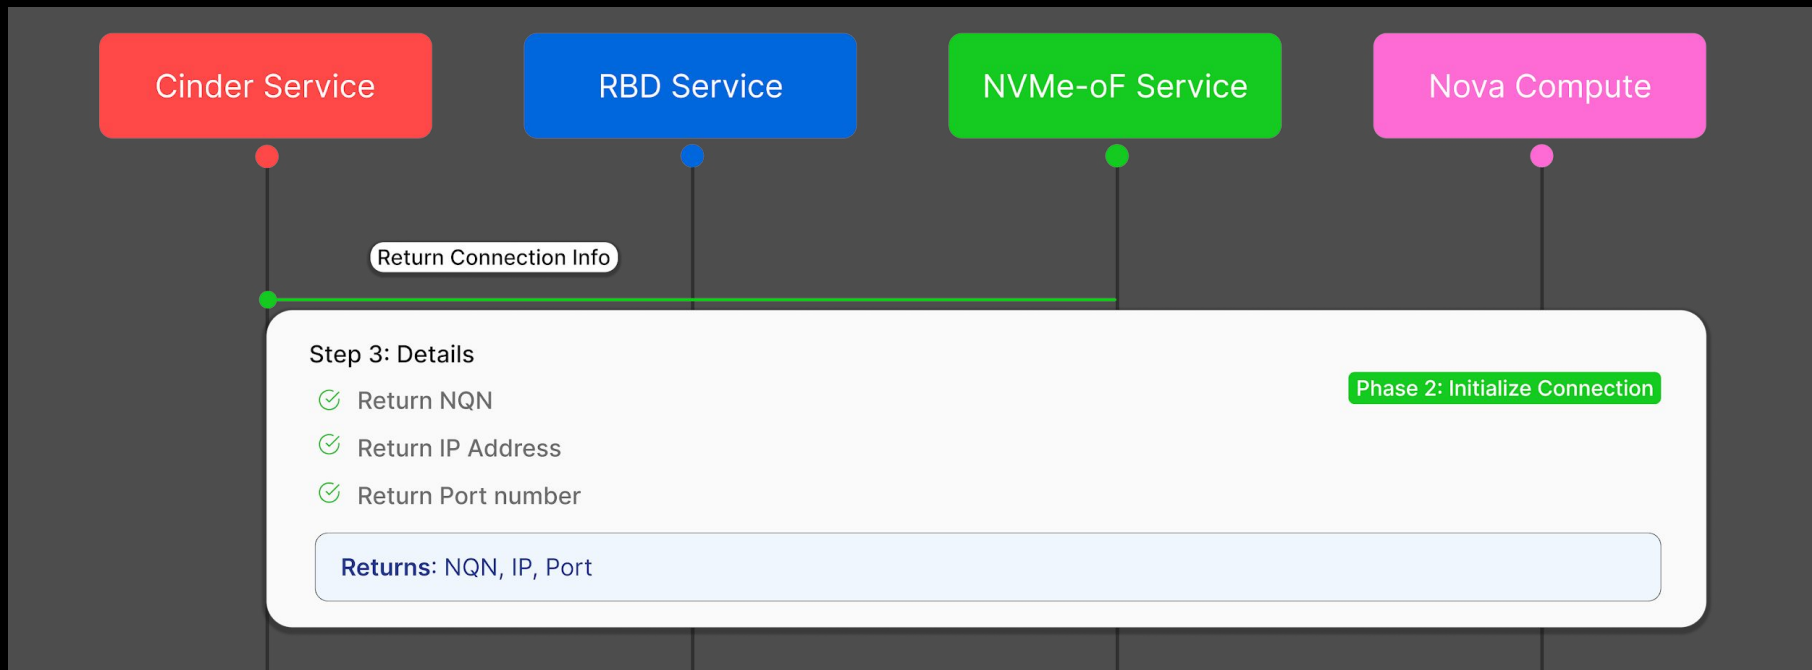 Cinder Service
RBD Service
NVMe-oF Service
Nova Compute
Return Connection Info
Step 3: Details
Phase 2: Initialize Connection
Return NQN
Return IP Address
Return Port number
Returns: NQN, IP, Port